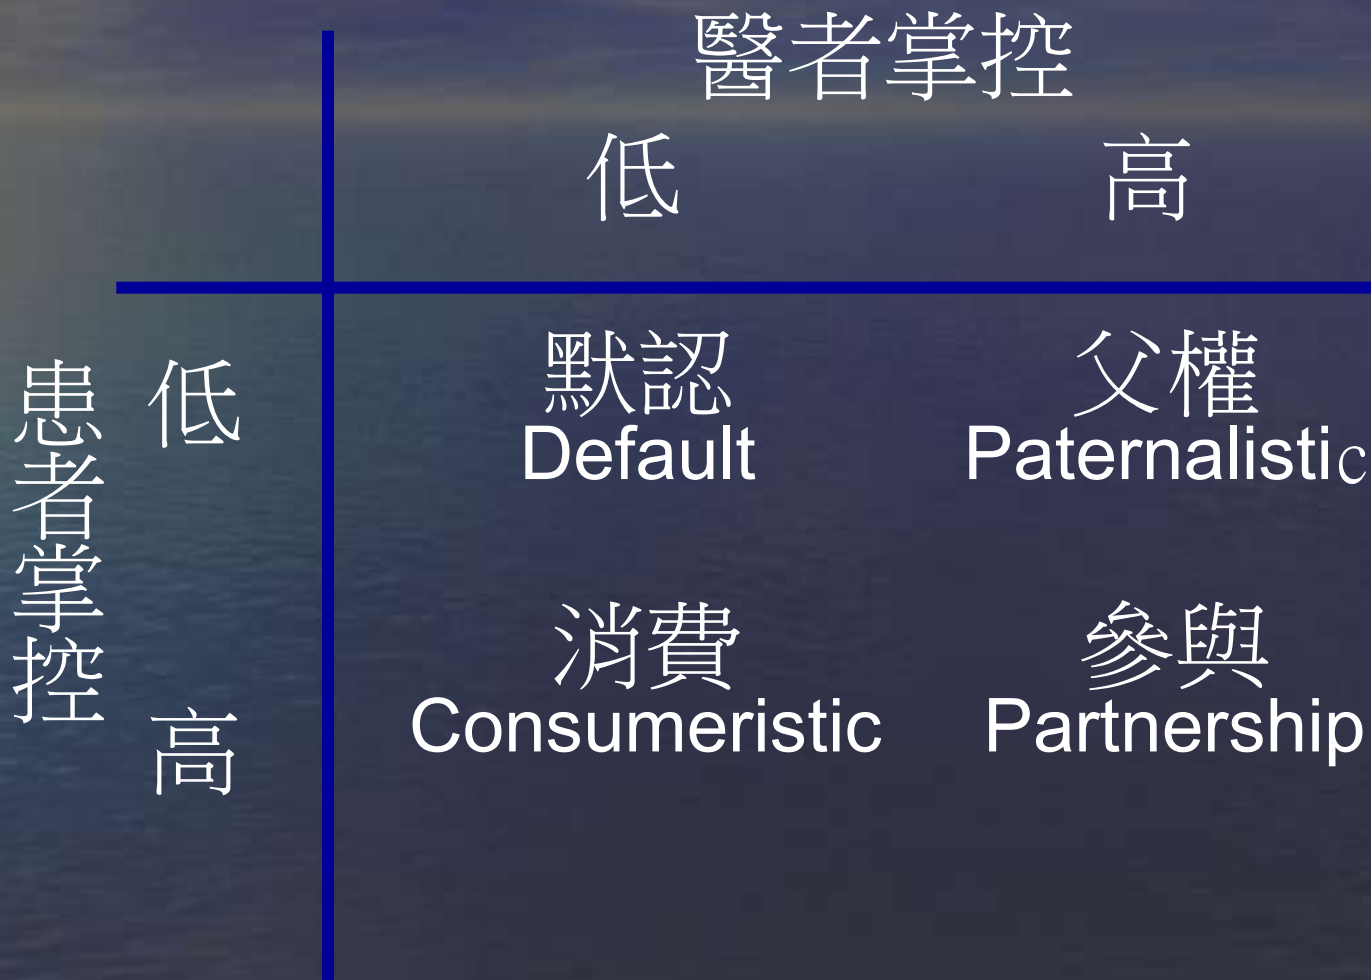 醫者掌控
低 高
患者掌控
低
默認 父權
Default Paternalistic
高
消費 參與
Consumeristic Partnership